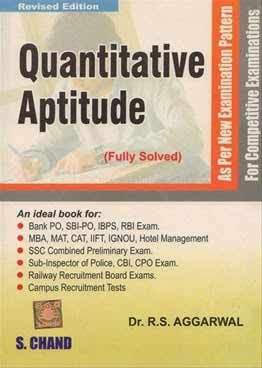 Revised Edition
Quantitative
Aptitude
(Fully Solved)
As Per New Examination Pattern
For Competitive Examinations
An ideal book for:
Bank PO, SBI-PO, IBPS, RBI Exam.
MBA, MAT, CAT, IIFT, IGNOU, Hotel Management
SSC Combined Preliminary Exam.
Sub-Inspector of Police, CBI, CPO Exam.
Railway Recruitment Board Exams.
Campus Recruitment Tests
Dr. R.S. AGGARWAL
S. CHAND